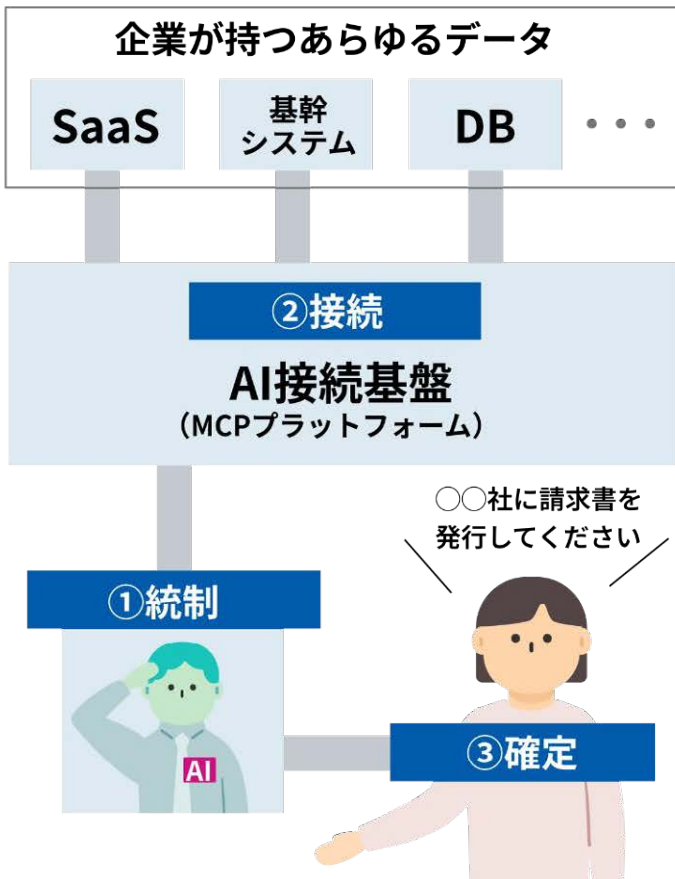 企業が持つあらゆるデータ
SaaS
基幹
システム
DB
・・・
②接続
AI接続基盤
（MCPプラットフォーム）
〇〇社に請求書を
発行してください
①統制
AI
③確定